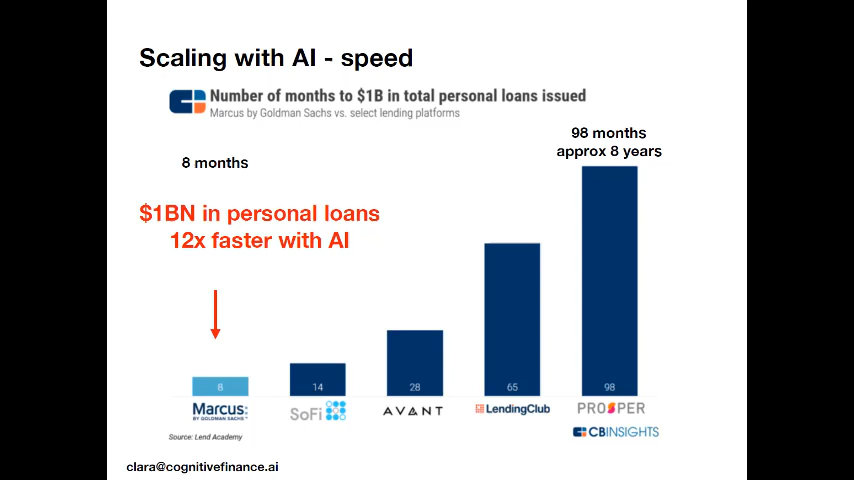 Scaling with AI - speed
Number of months to $1B in total personal loans issued
Marcus by Goldman Sachs vs. select lending platforms
98 months
approx 8 years
8 months
$1BN in personal loans
12x faster with AI
8
14
28
65
98
Marcus:
BY GOLDMAN SACHS™
SoFi
AVANT
LendingClub
PROSPER
Source: Lend Academy
CBINSIGHTS
clara@cognitivefinance.ai